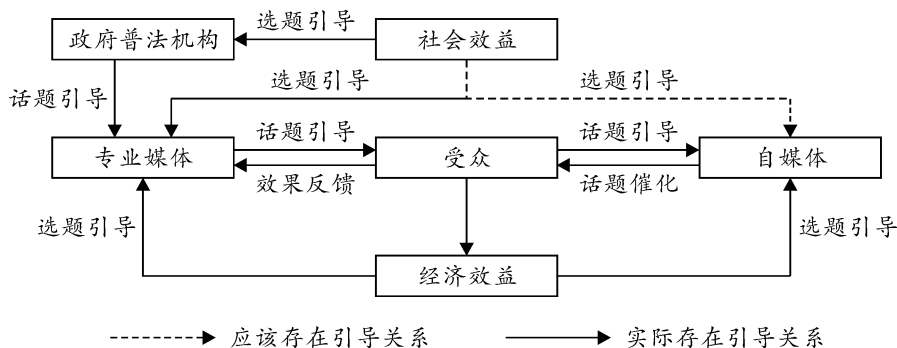 政府普法机构
选题引导
社会效益
话题引导
选题引导
选题引导
专业媒体
话题引导
效果反馈
受众
话题引导
话题催化
自媒体
选题引导
经济效益
选题引导
应该存在引导关系
实际存在引导关系